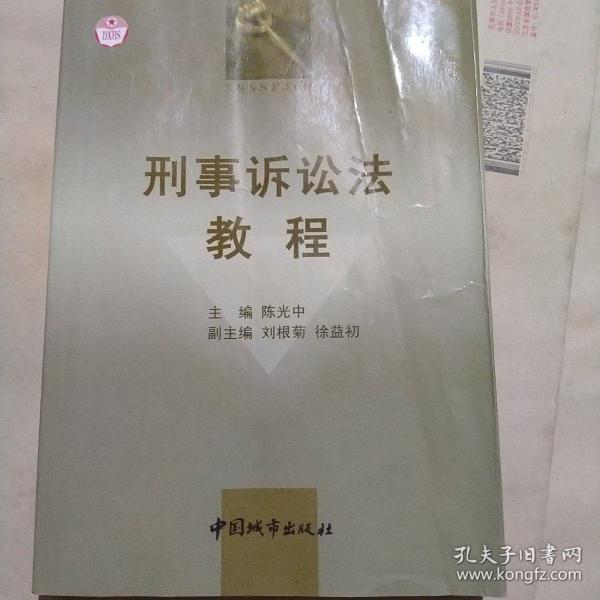 DXHS
XSSSFJC
刑事诉讼法
教程
主 编 陈光中
副主编 刘根菊 徐益初
中国城市出版社
孔夫子旧书网
www.kongfz.com